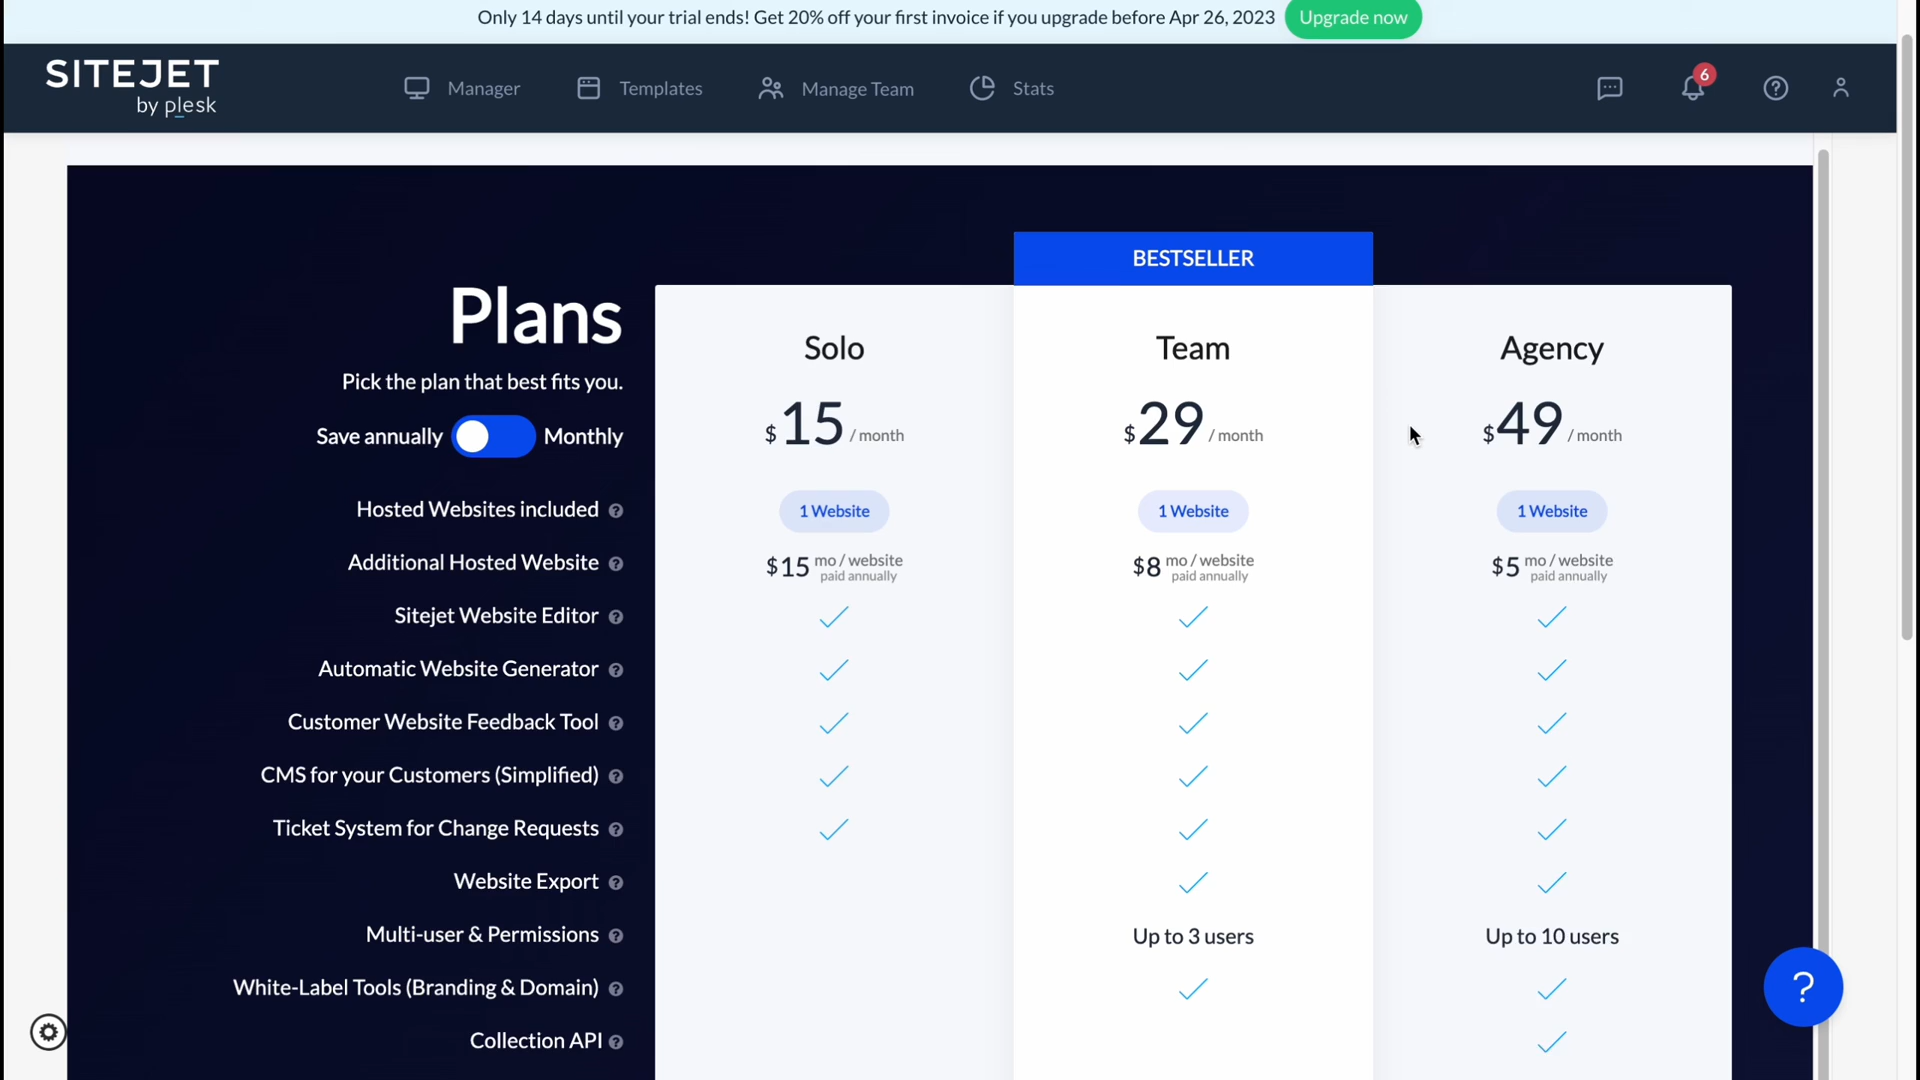 Only 14 days until your trial ends! Get 20% off your first invoice if you upgrade before Apr 26, 2023 Upgrade now
SITEJET
by plesk
Manager Templates Manage Team Stats
6
BESTSELLER
Plans
Pick the plan that best fits you.
Save annually Monthly
Solo Team Agency
$15 / month $29 / month $49 / month
Hosted Websites included ? 1 Website 1 Website 1 Website
Additional Hosted Website ? $15 mo / website paid annually $8 mo / website paid annually $5 mo / website paid annually
Sitejet Website Editor ?
Automatic Website Generator ?
Customer Website Feedback Tool ?
CMS for your Customers (Simplified) ?
Ticket System for Change Requests ?
Website Export ?
Multi-user & Permissions ? Up to 3 users Up to 10 users
White-Label Tools (Branding & Domain) ?
Collection API ?
?